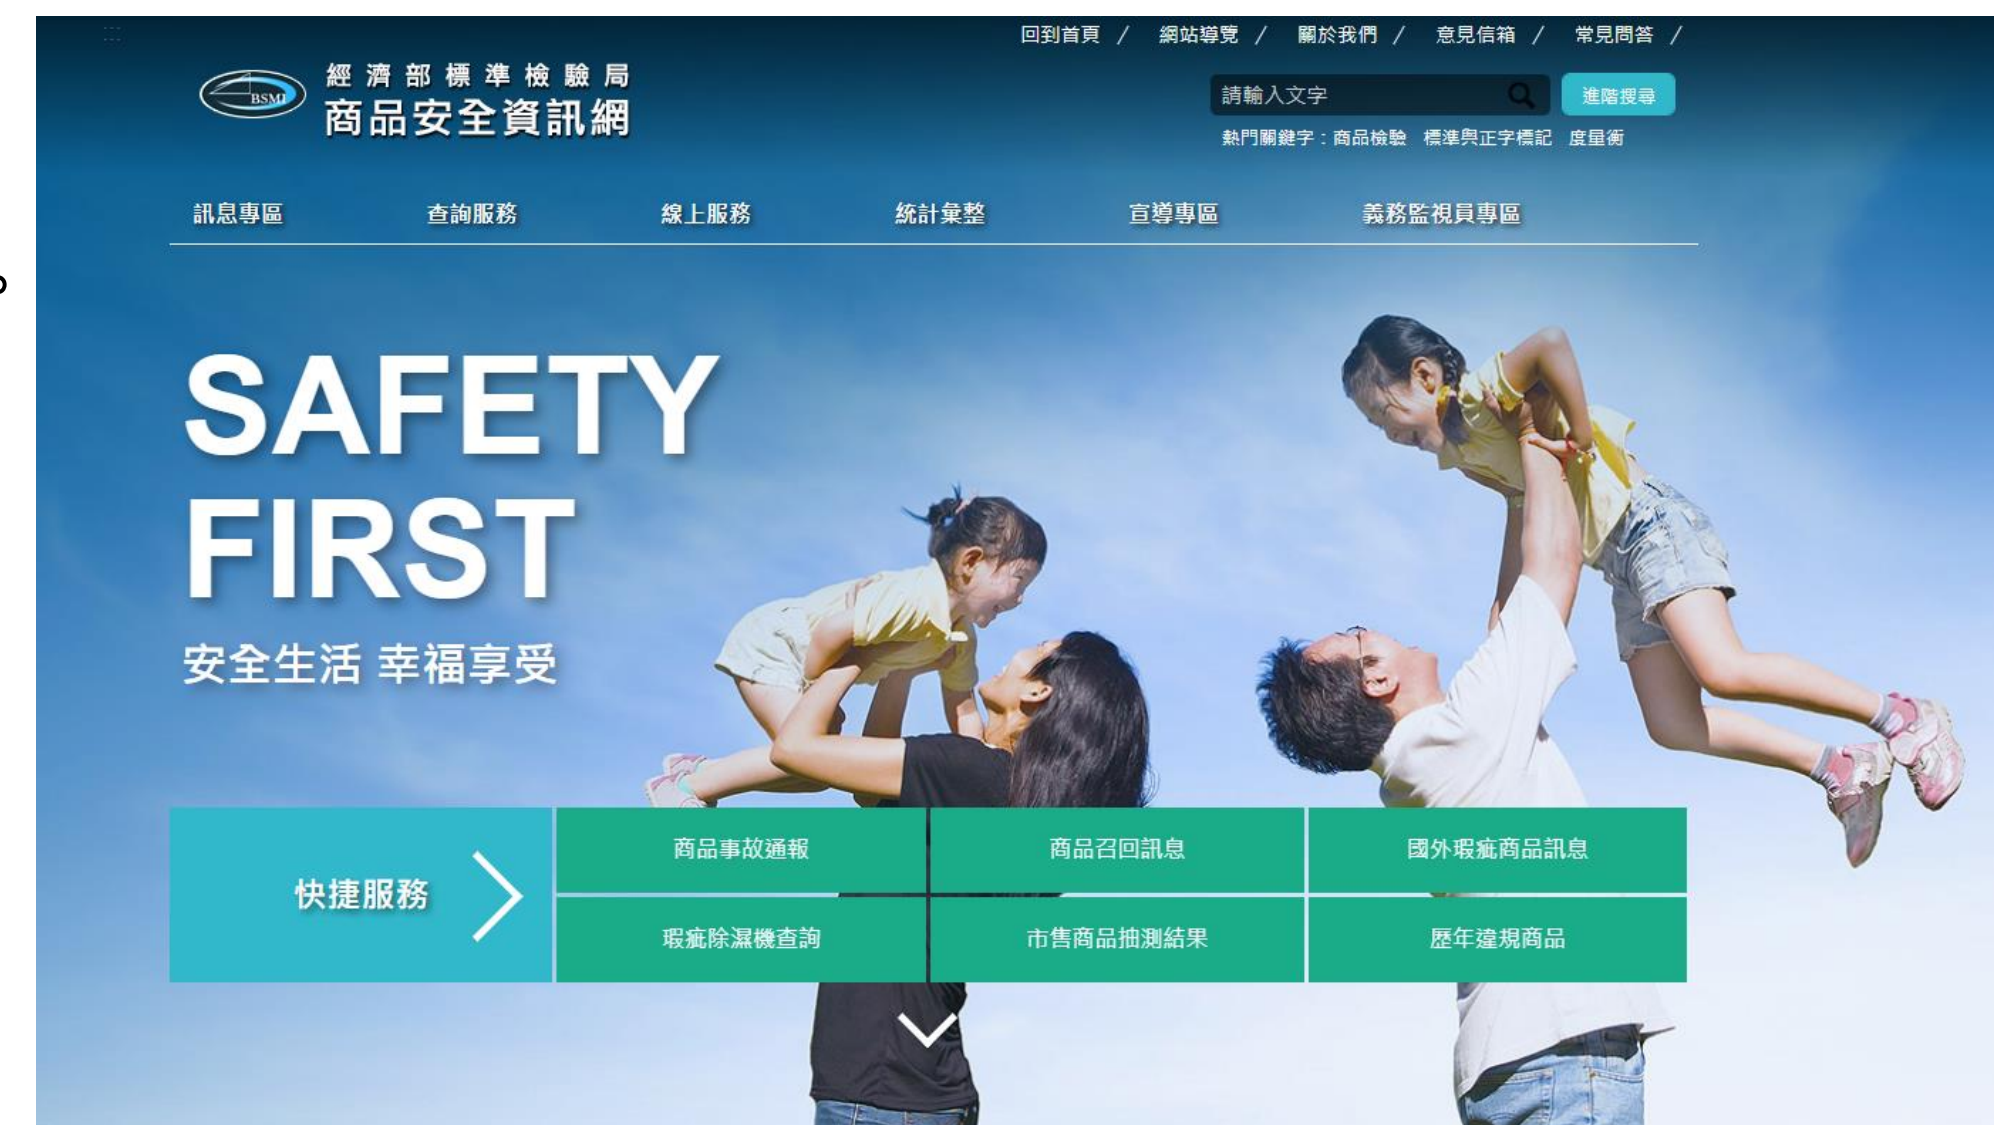 回到首頁 / 網站導覽 / 關於我們 / 意見信箱 / 常見問答 /
BSMI
經濟部標準檢驗局
商品安全資訊網
請輸入文字
進階搜尋
熱門關鍵字：商品檢驗 標準與正字標記 度量衡
訊息專區 查詢服務 線上服務 統計彙整 宣導專區 義務監視員專區
SAFETY
FIRST
安全生活 幸福享受
快捷服務
商品事故通報 商品召回訊息 國外瑕疵商品訊息
瑕疵除濕機查詢 市售商品抽測結果 歷年違規商品